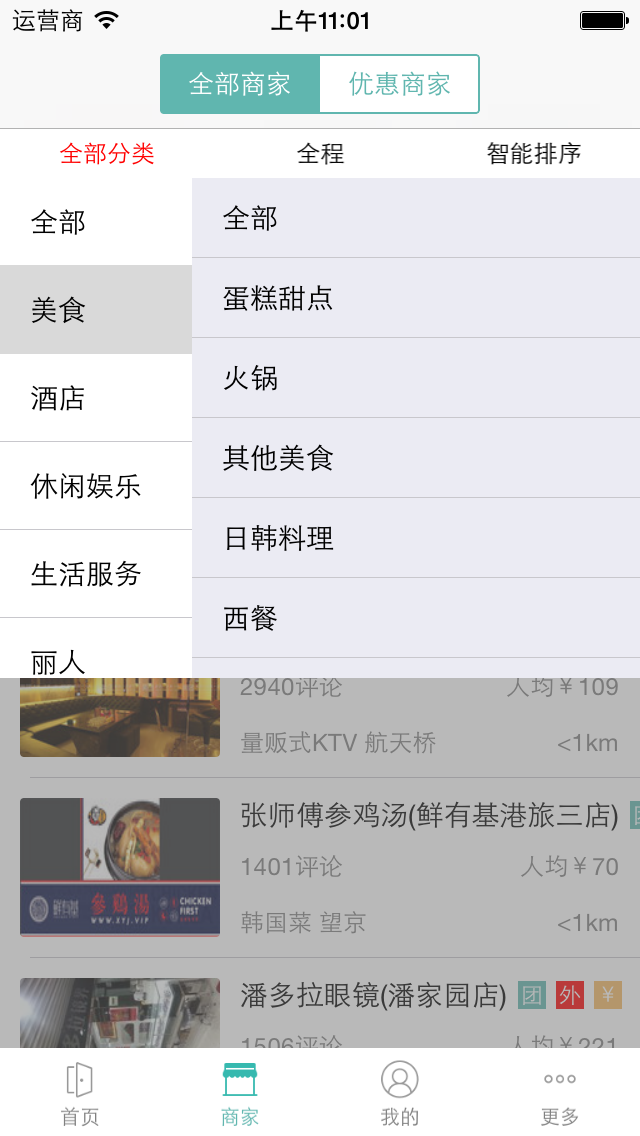 运营商 上午11:01
全部商家 优惠商家
全部分类 全程 智能排序
全部
美食
酒店
休闲娱乐
生活服务
丽人
全部
蛋糕甜点
火锅
其他美食
日韩料理
西餐
2940评论 人均￥109
量贩式KTV 航天桥 <1km
张师傅参鸡汤(鲜有基港旅三店)
1401评论 人均￥70
韩国菜 望京 <1km
參鷄湯
WWW.XYJ.VIP
CHICKEN
FIRST
潘多拉眼镜(潘家园店) 团 外 ￥
1506评论 人均￥221
首页 商家 我的 更多